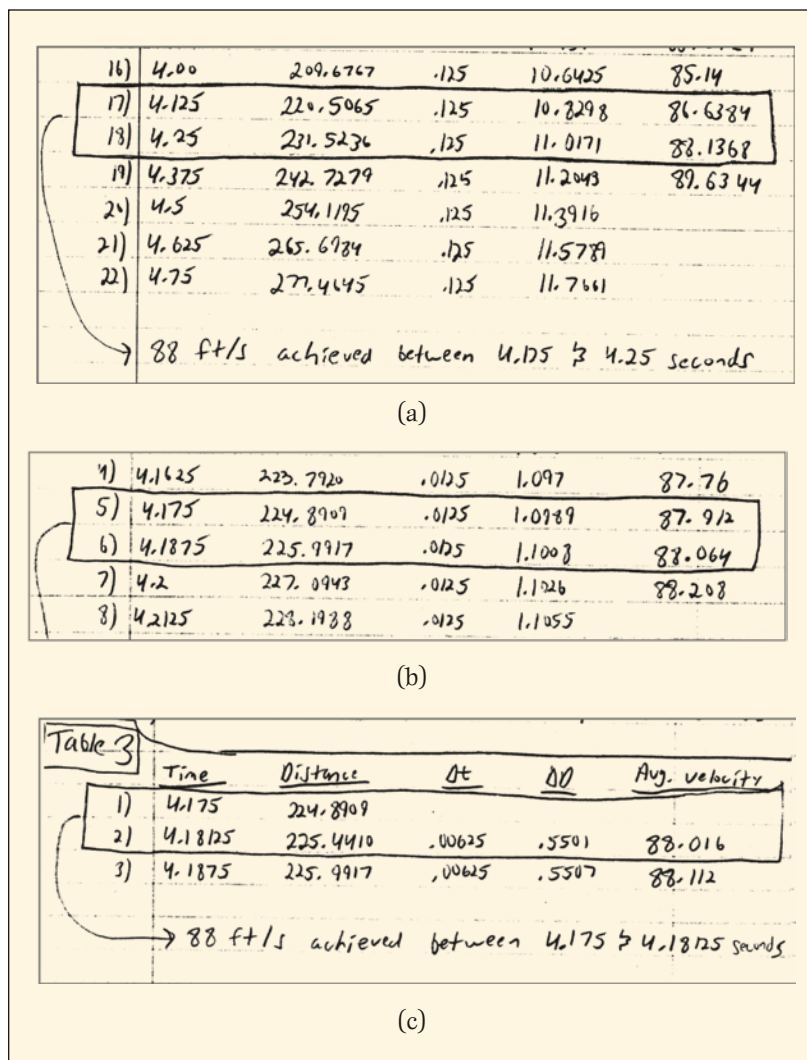 16) 4.00 209.6767 .125 10.6425 85.14
17) 4.125 220.5065 .125 10.8298 86.6384
18) 4.25 231.5236 .125 11.0171 88.1368
19) 4.375 242.7279 .125 11.2043 89.6344
20) 4.5 254.1195 .125 11.3916
21) 4.625 265.6984 .125 11.5789
22) 4.75 277.4645 .125 11.7661
88 ft/s achieved between 4.125 & 4.25 seconds
(a)
4) 4.1625 223.7920 .0125 1.097 87.76
5) 4.175 224.8909 .0125 1.0989 87.912
6) 4.1875 225.9917 .0125 1.1008 88.064
7) 4.2 227.0943 .0125 1.1026 88.208
8) 4.2125 228.1988 .0125 1.1055
(b)
Table 3
Time Distance Δt ΔD Avg. velocity
1) 4.175 224.8909
2) 4.18125 225.4410 .00625 .5501 88.016
3) 4.1875 225.9917 .00625 .5507 88.112
88 ft/s achieved between 4.175 & 4.18125 seconds
(c)